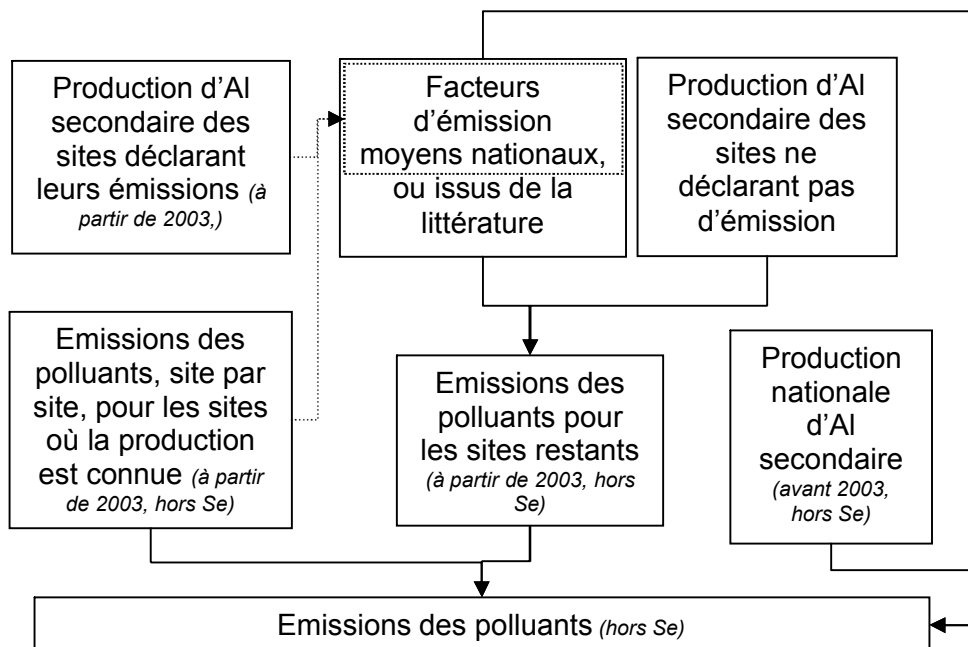 Production d'Al
secondaire des
sites déclarant
leurs émissions (à
partir de 2003,)
Facteurs
d'émission
moyens nationaux,
ou issus de la
littérature
Production d'Al
secondaire des
sites ne
déclarant pas
d'émission
Emissions des
polluants, site par
site, pour les sites
où la production
est connue (à partir
de 2003, hors Se)
Emissions des
polluants pour
les sites restants
(à partir de 2003, hors
Se)
Production
nationale
d'Al
secondaire
(avant 2003,
hors Se)
Emissions des polluants (hors Se)